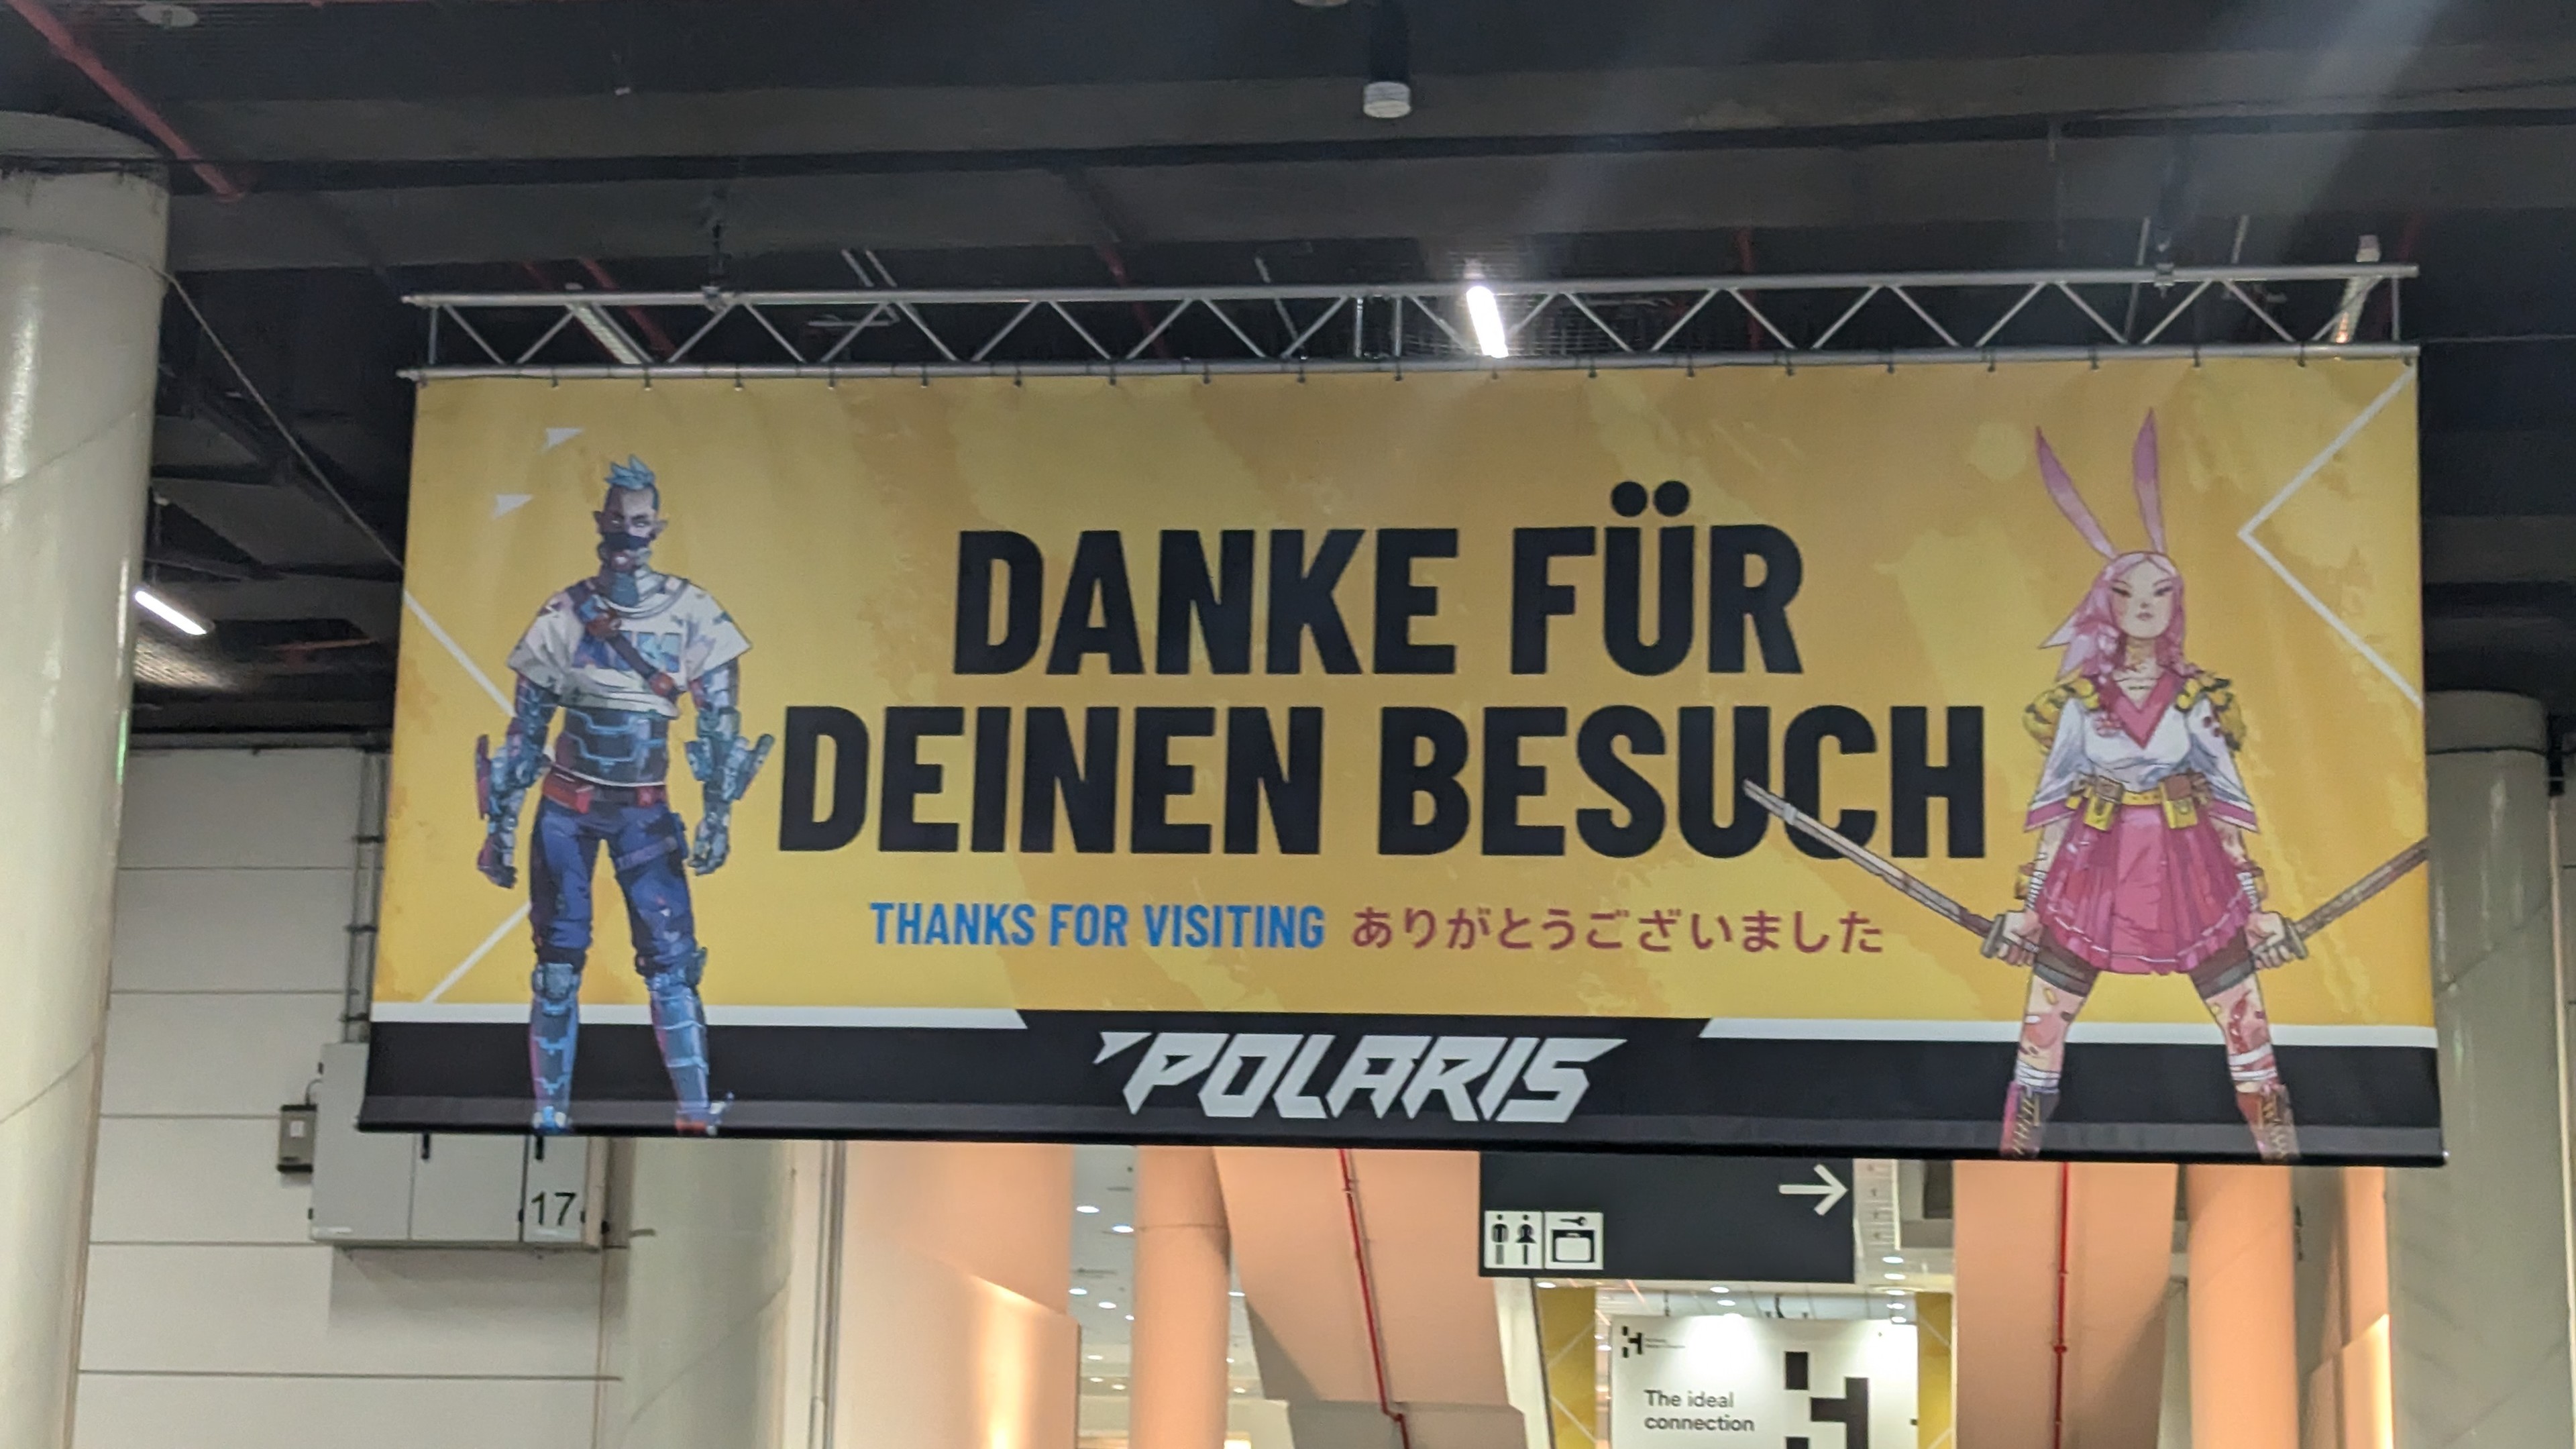 DANKE FÜR
DEINEN BESUCH
THANKS FOR VISITING ありがとうございました
POLARIS
17
The ideal
connection